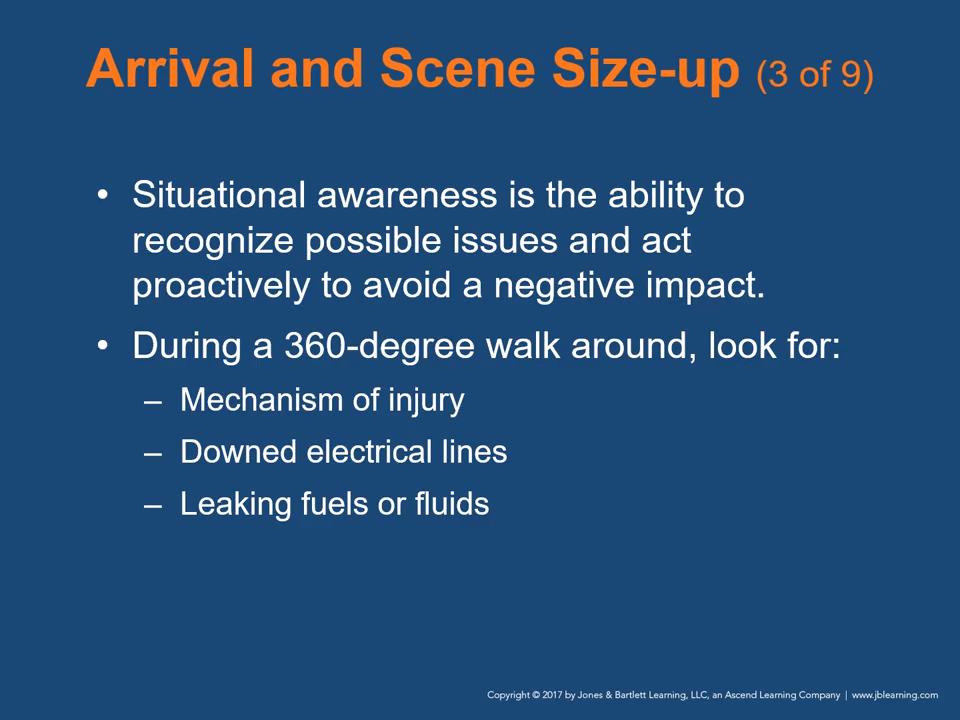 Arrival and Scene Size-up (3 of 9)
• Situational awareness is the ability to
recognize possible issues and act
proactively to avoid a negative impact.
• During a 360-degree walk around, look for:
– Mechanism of injury
– Downed electrical lines
– Leaking fuels or fluids
Copyright © 2017 by Jones & Bartlett Learning, LLC, an Ascend Learning Company | www.jblearning.com